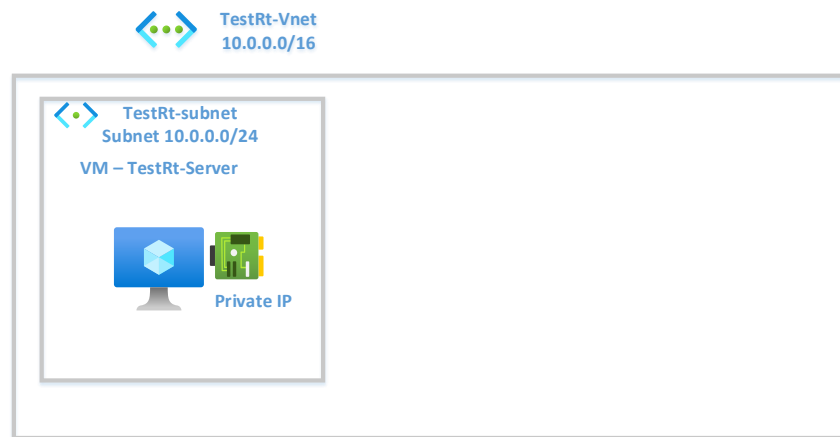 TestRt-Vnet
10.0.0.0/16
TestRt-subnet
Subnet 10.0.0.0/24
VM – TestRt-Server
Private IP